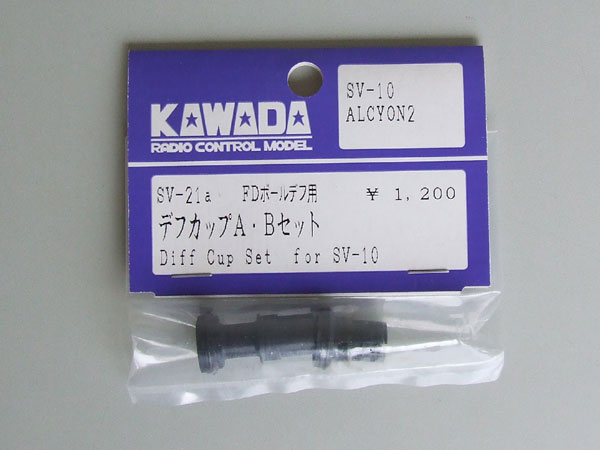 KAWADA
RADIO CONTROL MODEL
SV-10
ALCYON2
SV-21a FDボールデフ用 ¥ 1,200
デフカップA・Bセット
Diff Cup Set for SV-10